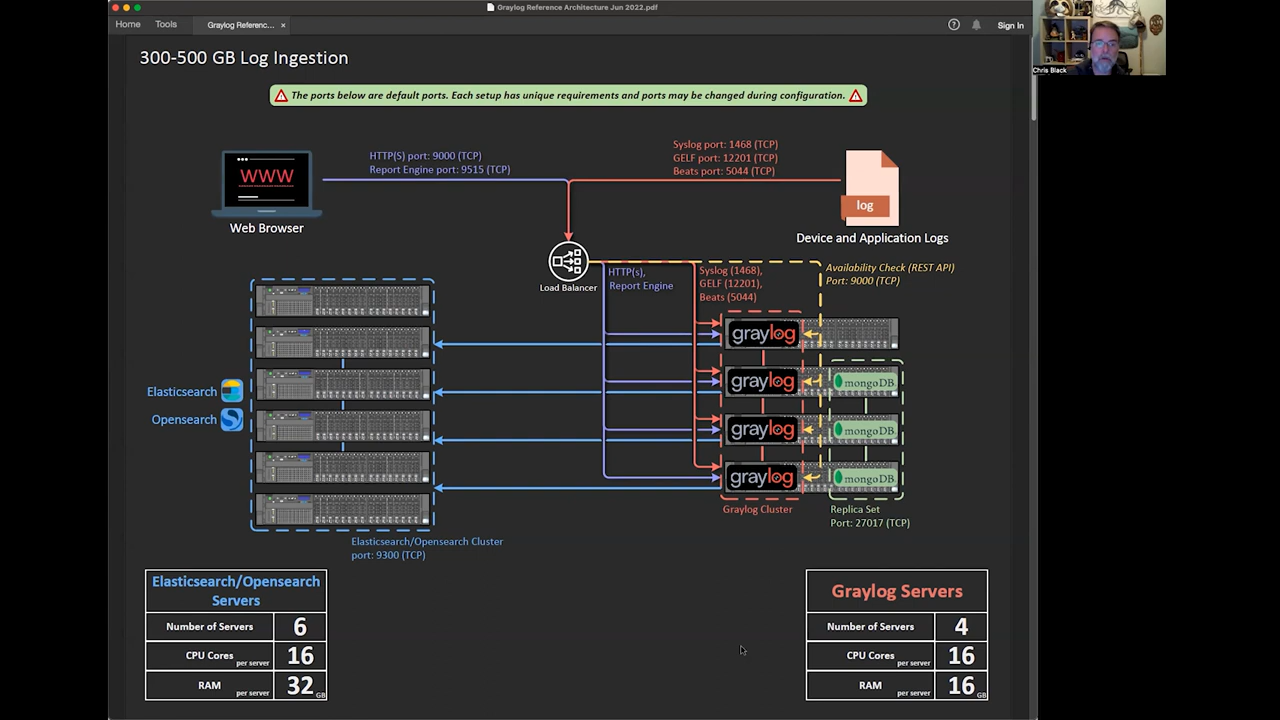 Graylog Reference Architecture Jun 2022.pdf
Home
Tools
Graylog Referenc...
×
?
Sign In
Chris Black
300-500 GB Log Ingestion
The ports below are default ports. Each setup has unique requirements and ports may be changed during configuration.
HTTP(S) port: 9000 (TCP)
Report Engine port: 9515 (TCP)
Syslog port: 1468 (TCP)
GELF port: 12201 (TCP)
Beats port: 5044 (TCP)
WWW
Web Browser
log
Device and Application Logs
Load Balancer
HTTP(s),
Report Engine
Syslog (1468),
GELF (12201),
Beats (5044)
Availability Check (REST API)
Port: 9000 (TCP)
graylog
graylog
mongoDB
graylog
mongoDB
graylog
mongoDB
Elasticsearch
Opensearch
Graylog Cluster
Replica Set
Port: 27017 (TCP)
Elasticsearch/Opensearch Cluster
port: 9300 (TCP)
Elasticsearch/Opensearch
Servers
Number of Servers 6
CPU Cores per server 16
RAM per server 32 GB
Graylog Servers
Number of Servers 4
CPU Cores per server 16
RAM per server 16 GB